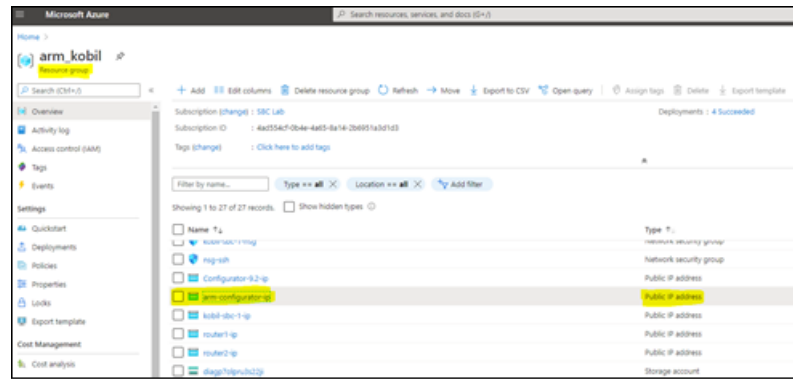 Microsoft Azure
Search resources, services, and docs (G+/)
Home >
arm_kobil
Resource group
Search (Ctrl+/)
«
+ Add Edit columns Delete resource group Refresh Move Export to CSV Open query Assign tags Delete Export template
Overview
Activity log
Access control (IAM)
Tags
Events
Settings
Quickstart
Deployments
Policies
Properties
Locks
Export template
Cost Management
Cost analysis
Subscription (change) : SBC Lab
Deployments : 4 Succeeded
Subscription ID : 4ad554cf-0b4e-4a65-8a14-2b6951a3d1d3
Tags (change) : Click here to add tags
Filter by name...
Type == all
Location == all
Add filter
Showing 1 to 27 of 27 records.
Show hidden types
Name ↑↓
Type ↑↓
kobil-sbc-1-nsg
Network security group
nsg-ssh
Network security group
Configurator-9.2-ip
Public IP address
arm-configurator-ip
Public IP address
kobil-sbc-1-ip
Public IP address
router1-ip
Public IP address
router2-ip
Public IP address
Storage account